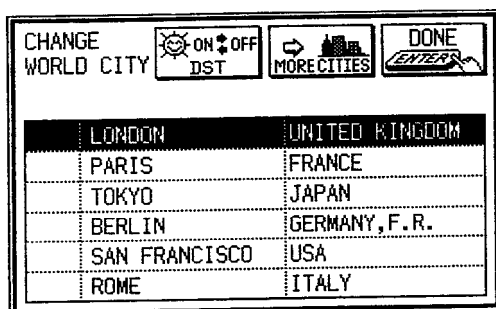 CHANGE
WORLD CITY
ON OFF
DST
MORE CITIES
DONE
ENTER
LONDON UNITED KINGDOM
PARIS FRANCE
TOKYO JAPAN
BERLIN GERMANY,F.R.
SAN FRANCISCO USA
ROME ITALY